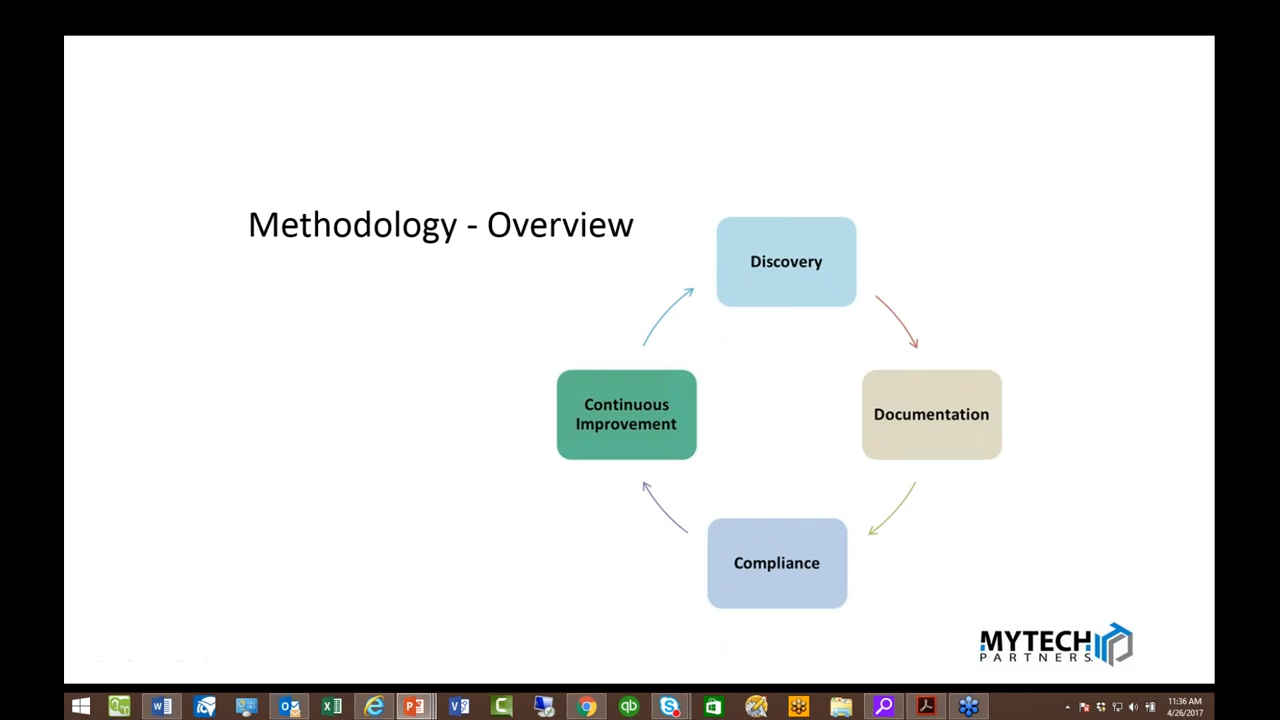 Methodology - Overview
Discovery
Continuous
Improvement
Documentation
Compliance
MYTECH
PARTNERS
11:36 AM
4/26/2017